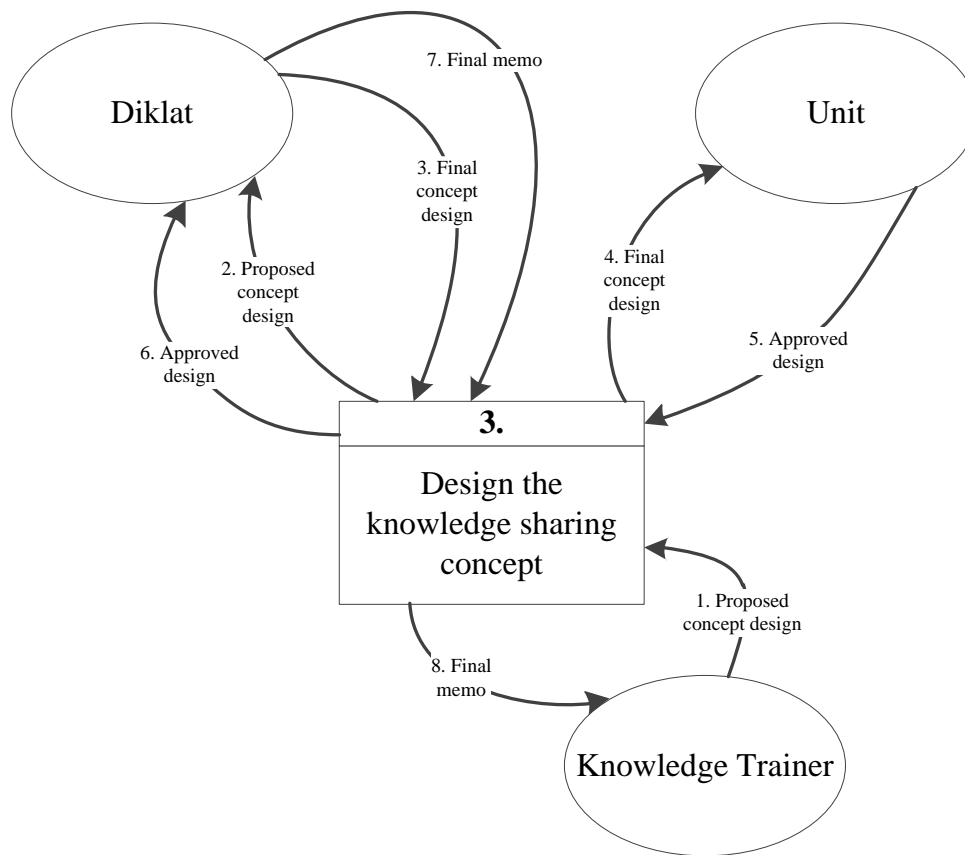 Diklat
7. Final memo
Unit
3. Final
concept
design
2. Proposed
concept
design
4. Final
concept
design
6. Approved
design
5. Approved
design
3.
Design the
knowledge sharing
concept
1. Proposed
concept design
8. Final
memo
Knowledge Trainer